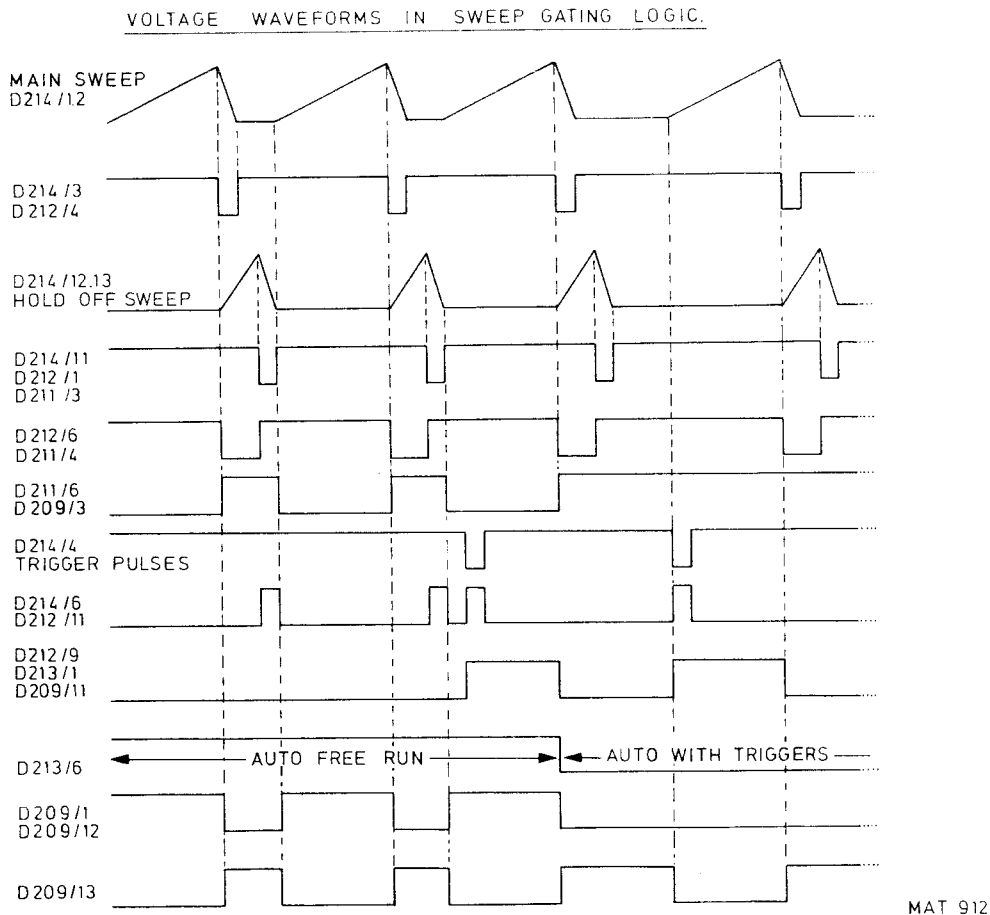 VOLTAGE WAVEFORMS IN SWEEP GATING LOGIC.
MAIN SWEEP
D214/1.2
D214/3
D212/4
D214/12.13
HOLD OFF SWEEP
D214/11
D212/1
D211/3
D212/6
D211/4
D211/6
D209/3
D214/4
TRIGGER PULSES
D214/6
D212/11
D212/9
D213/1
D209/11
AUTO FREE RUN
AUTO WITH TRIGGERS
D213/6
D209/1
D209/12
D209/13
MAT 912